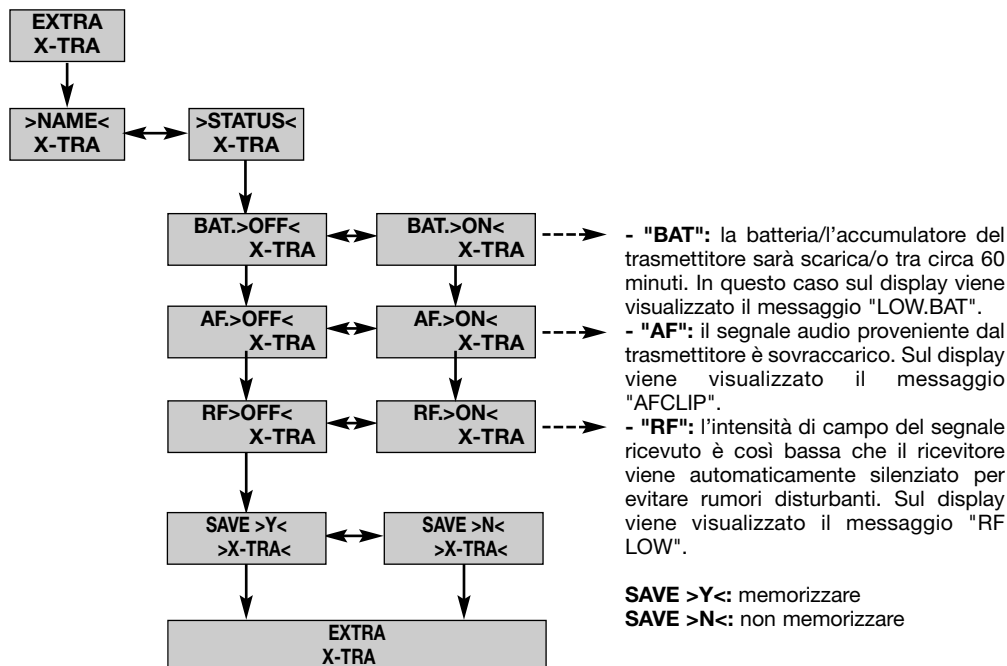 EXTRA
X-TRA
>NAME<
X-TRA
>STATUS<
X-TRA
BAT.>OFF<
X-TRA
BAT.>ON<
X-TRA
- "BAT": la batteria/l'accumulatore del
trasmettitore sarà scarica/o tra circa 60
minuti. In questo caso sul display viene
visualizzato il messaggio "LOW.BAT".
AF.>OFF<
X-TRA
AF.>ON<
X-TRA
- "AF": il segnale audio proveniente dal
trasmettitore è sovraccarico. Sul display
viene visualizzato il messaggio
"AFCLIP".
RF>OFF<
X-TRA
RF.>ON<
X-TRA
- "RF": l'intensità di campo del segnale
ricevuto è così bassa che il ricevitore
viene automaticamente silenziato per
evitare rumori disturbanti. Sul display
viene visualizzato il messaggio "RF
LOW".
SAVE >Y<
>X-TRA<
SAVE >N<
>X-TRA<
SAVE >Y<: memorizzare
SAVE >N<: non memorizzare
EXTRA
X-TRA